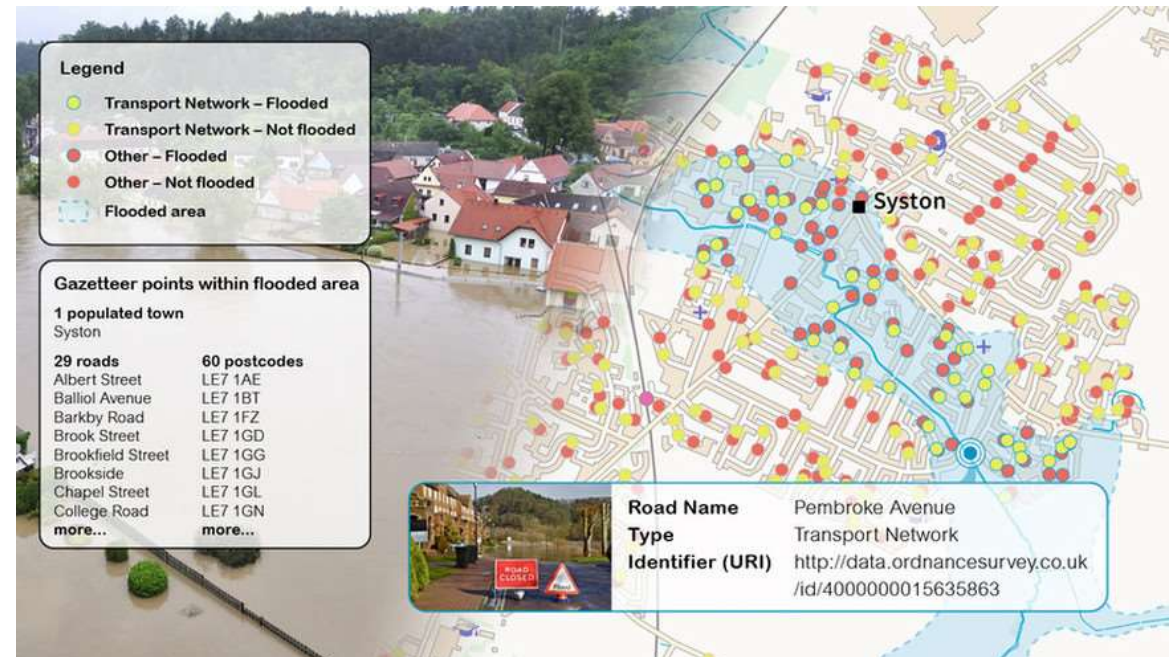 Legend
Transport Network – Flooded
Transport Network – Not flooded
Other – Flooded
Other – Not flooded
Flooded area
Gazetteer points within flooded area
1 populated town
Syston
29 roads 60 postcodes
Albert Street LE7 1AE
Balliol Avenue LE7 1BT
Barkby Road LE7 1FZ
Brook Street LE7 1GD
Brookfield Street LE7 1GG
Brookside LE7 1GJ
Chapel Street LE7 1GL
College Road LE7 1GN
more... more...
Syston
ROAD
CLOSED
Flood
Road Name Pembroke Avenue
Type Transport Network
Identifier (URI) http://data.ordnancesurvey.co.uk
/id/4000000015635863